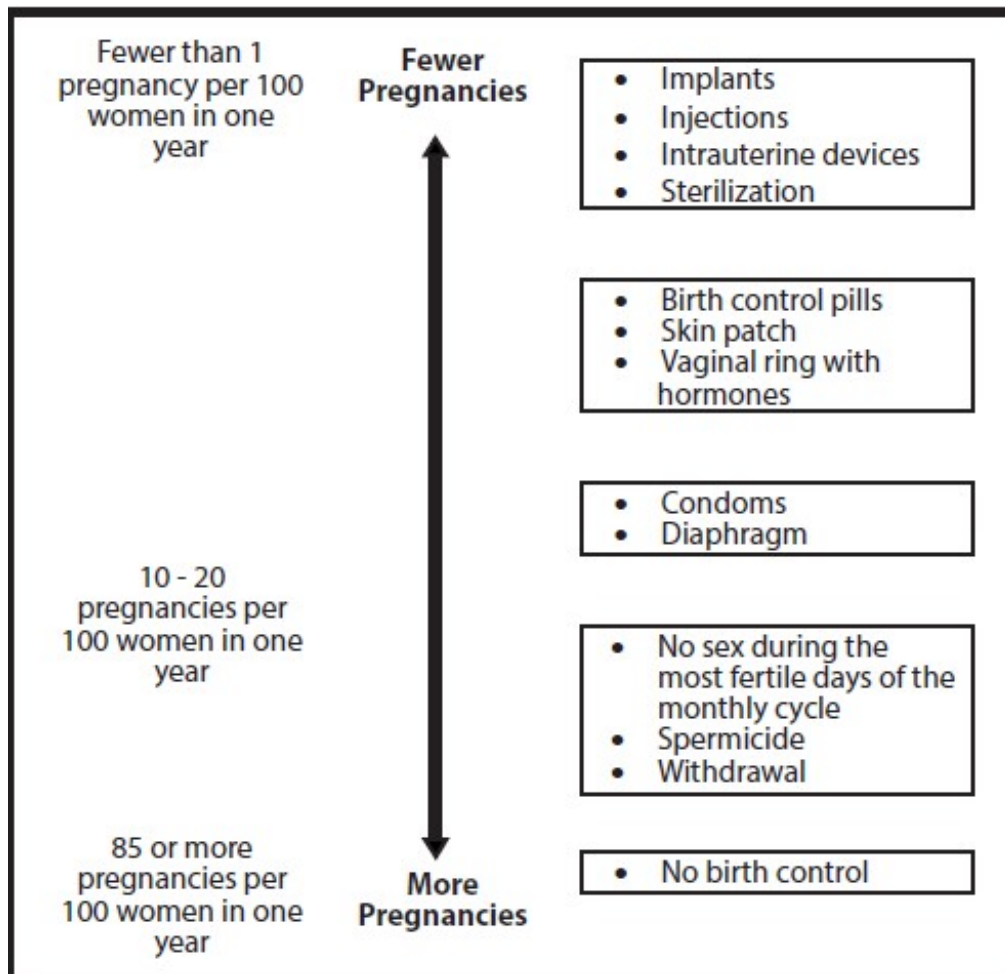 Fewer than 1
pregnancy per 100
women in one
year
Fewer
Pregnancies
• Implants
• Injections
• Intrauterine devices
• Sterilization
• Birth control pills
• Skin patch
• Vaginal ring with
hormones
• Condoms
• Diaphragm
10 - 20
pregnancies per
100 women in one
year
• No sex during the
most fertile days of the
monthly cycle
• Spermicide
• Withdrawal
85 or more
pregnancies per
100 women in one
year
More
Pregnancies
• No birth control